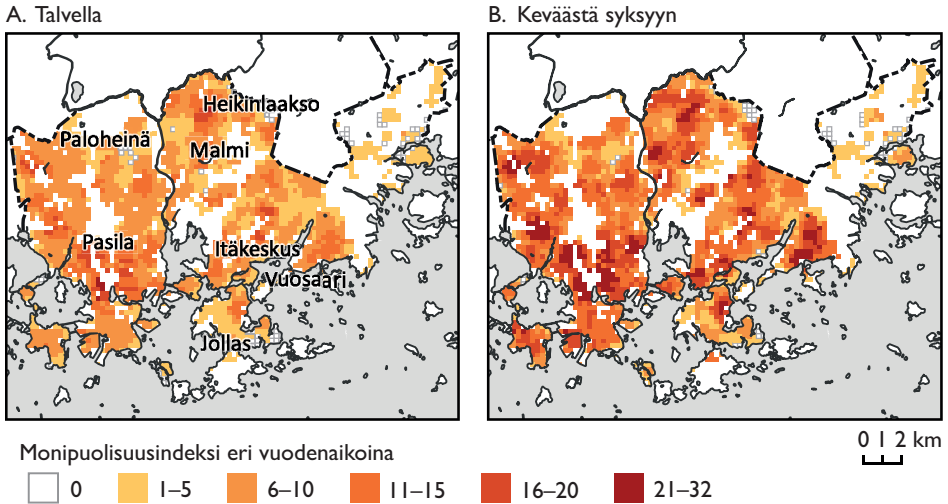 A. Talvella
B. Keväästä syksyyn
Heikinlaakso
Paloheinä
Malmi
Pasila
Itäkeskus
Vuosaari
Jollas
0 1 2 km
Monipuolisuusindeksi eri vuodenaikoina
0 1–5 6–10 11–15 16–20 21–32